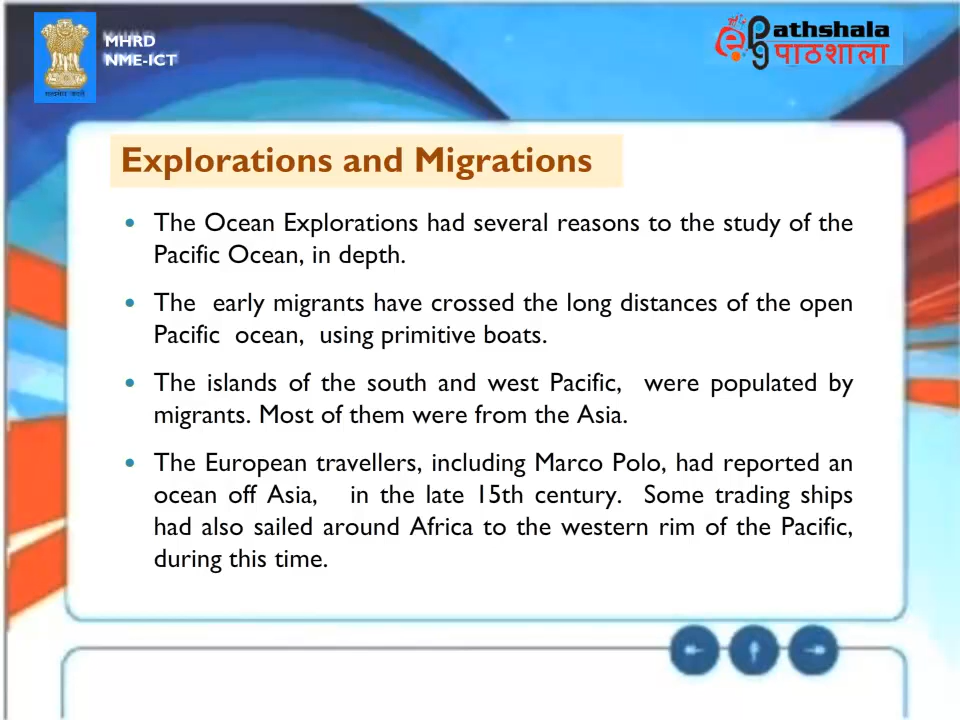 MHRD
NME-ICT
ePG athshala
पाठशाला
Explorations and Migrations
• The Ocean Explorations had several reasons to the study of the
Pacific Ocean, in depth.
• The early migrants have crossed the long distances of the open
Pacific ocean, using primitive boats.
• The islands of the south and west Pacific, were populated by
migrants. Most of them were from the Asia.
• The European travellers, including Marco Polo, had reported an
ocean off Asia, in the late 15th century. Some trading ships
had also sailed around Africa to the western rim of the Pacific,
during this time.